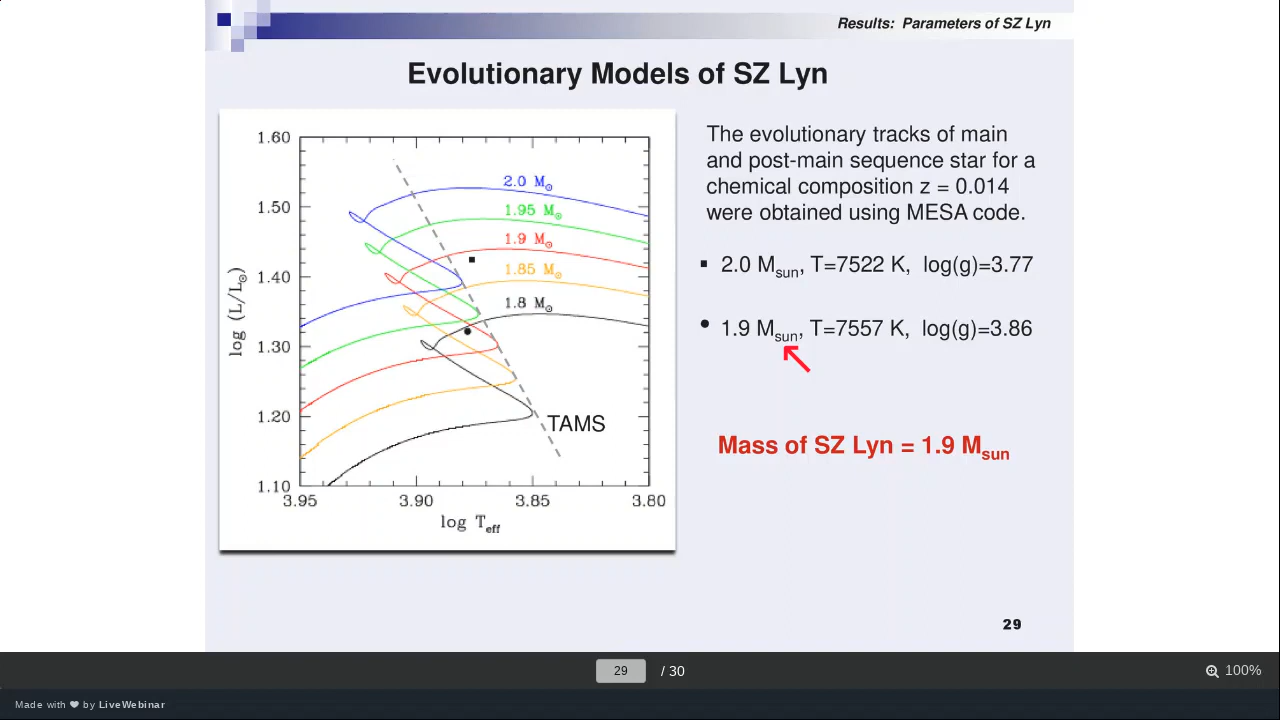 Results: Parameters of SZ Lyn
Evolutionary Models of SZ Lyn
1.60
1.50
1.40
1.30
1.20
1.10
log (L/L⊙)
2.0 M⊙
1.95 M⊙
1.9 M⊙
1.85 M⊙
1.8 M⊙
TAMS
3.95 3.90 3.85 3.80
log Teff
The evolutionary tracks of main
and post-main sequence star for a
chemical composition z = 0.014
were obtained using MESA code.
▪ 2.0 Msun, T=7522 K, log(g)=3.77
• 1.9 Msun, T=7557 K, log(g)=3.86
Mass of SZ Lyn = 1.9 Msun
29
29 / 30
100%
Made with ❤ by LiveWebinar